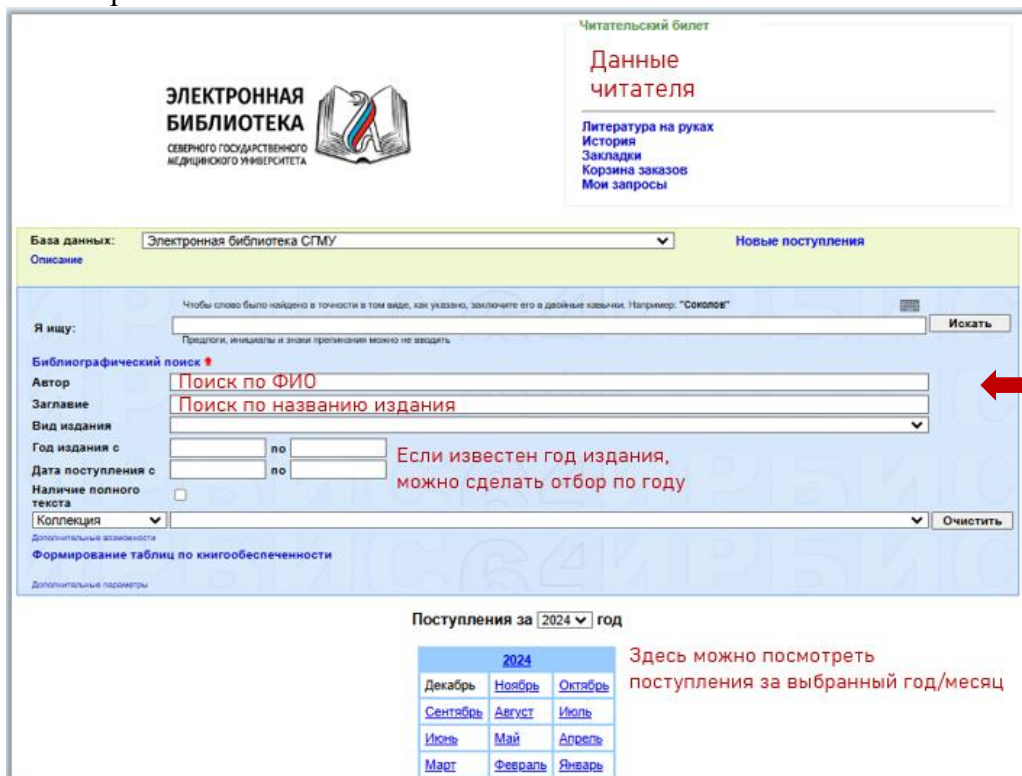 Читательский билет
Данные
читателя
ЭЛЕКТРОННАЯ
БИБЛИОТЕКА
СЕВЕРНОГО ГОСУДАРСТВЕННОГО
МЕДИЦИНСКОГО УНИВЕРСИТЕТА
Литература на руках
История
Закладки
Корзина заказов
Мои запросы
База данных: Электронная библиотека СГМУ Новые поступления
Описание
Чтобы слово было найдено в точности в том виде, как указано, заключите его в двойные кавычки. Например: "Соколов"
Я ищу: Искать
Предлоги, инициалы и знаки препинания можно не вводить
Библиографический поиск
Автор Поиск по ФИО
Заглавие Поиск по названию издания
Вид издания
Год издания с по
Если известен год издания,
Дата поступления с по
можно сделать отбор по году
Наличие полного
текста
Коллекция Очистить
Дополнительные возможности
Формирование таблиц по книгообеспеченности
Дополнительные параметры
ИРБИС 64
Поступления за 2024 год
2024
Здесь можно посмотреть
поступления за выбранный год/месяц
Декабрь Ноябрь Октябрь
Сентябрь Август Июль
Июнь Май Апрель
Март Февраль Январь